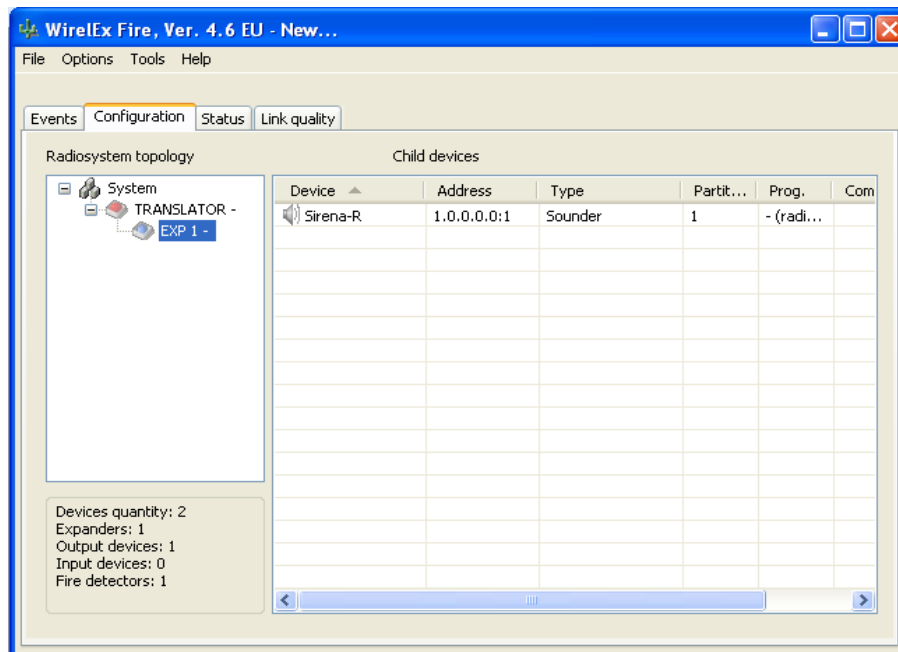 WirelEx Fire, Ver. 4.6 EU - New...
File Options Tools Help
Events Configuration Status Link quality
Radiosystem topology
Child devices
System
TRANSLATOR -
EXP 1 -
Device Address Type Partit... Prog. Com
Sirena-R 1.0.0.0.0:1 Sounder 1 - (radi...
Devices quantity: 2
Expanders: 1
Output devices: 1
Input devices: 0
Fire detectors: 1